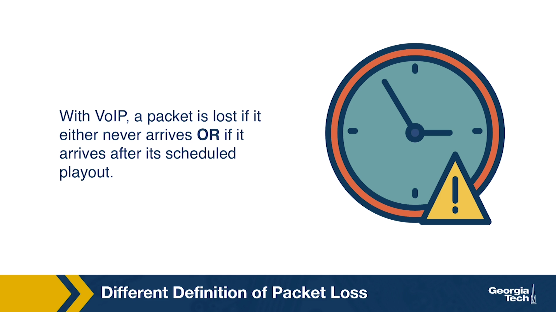 With VoIP, a packet is lost if it
either never arrives OR if it
arrives after its scheduled
playout.
Different Definition of Packet Loss
Georgia
Tech